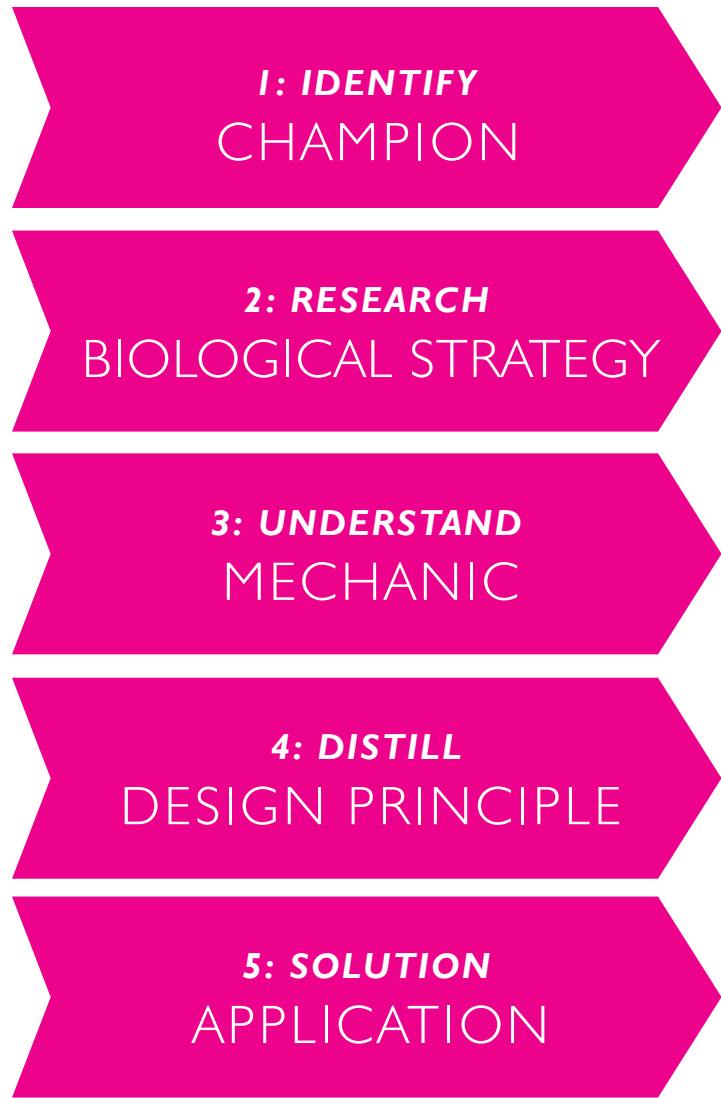 1: IDENTIFY
CHAMPION
2: RESEARCH
BIOLOGICAL STRATEGY
3: UNDERSTAND
MECHANIC
4: DISTILL
DESIGN PRINCIPLE
5: SOLUTION
APPLICATION